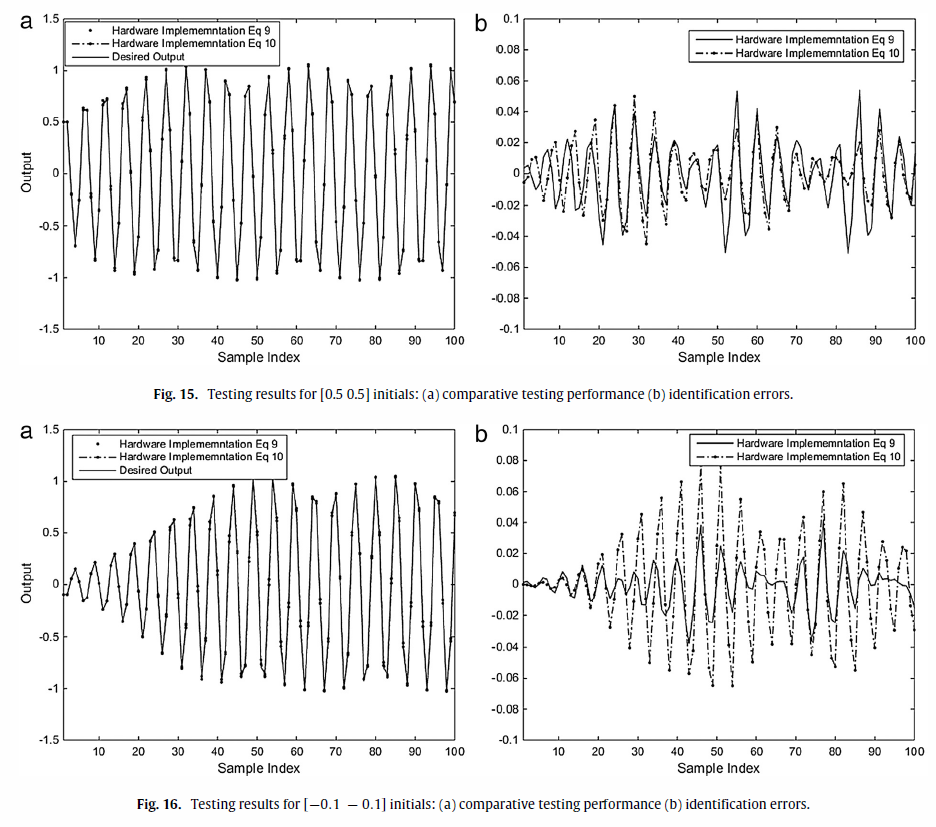 a
1.5
1
0.5
0
-0.5
-1
-1.5
Output
10 20 30 40 50 60 70 80 90 100
Sample Index
Hardware Implememntation Eq 9
Hardware Implememntation Eq 10
Desired Output
b
0.1
0.08
0.06
0.04
0.02
0
-0.02
-0.04
-0.06
-0.08
-0.1
10 20 30 40 50 60 70 80 90 100
Sample Index
Hardware Implememntation Eq 9
Hardware Implememntation Eq 10
Fig. 15. Testing results for [0.5 0.5] initials: (a) comparative testing performance (b) identification errors.
a
1.5
1
0.5
0
-0.5
-1
-1.5
Output
10 20 30 40 50 60 70 80 90 100
Sample Index
Hardware Implememntation Eq 9
Hardware Implememntation Eq 10
Desired Output
b
0.1
0.08
0.06
0.04
0.02
0
-0.02
-0.04
-0.06
-0.08
-0.1
10 20 30 40 50 60 70 80 90 100
Sample Index
Hardware Implememntation Eq 9
Hardware Implememntation Eq 10
Fig. 16. Testing results for [−0.1 − 0.1] initials: (a) comparative testing performance (b) identification errors.